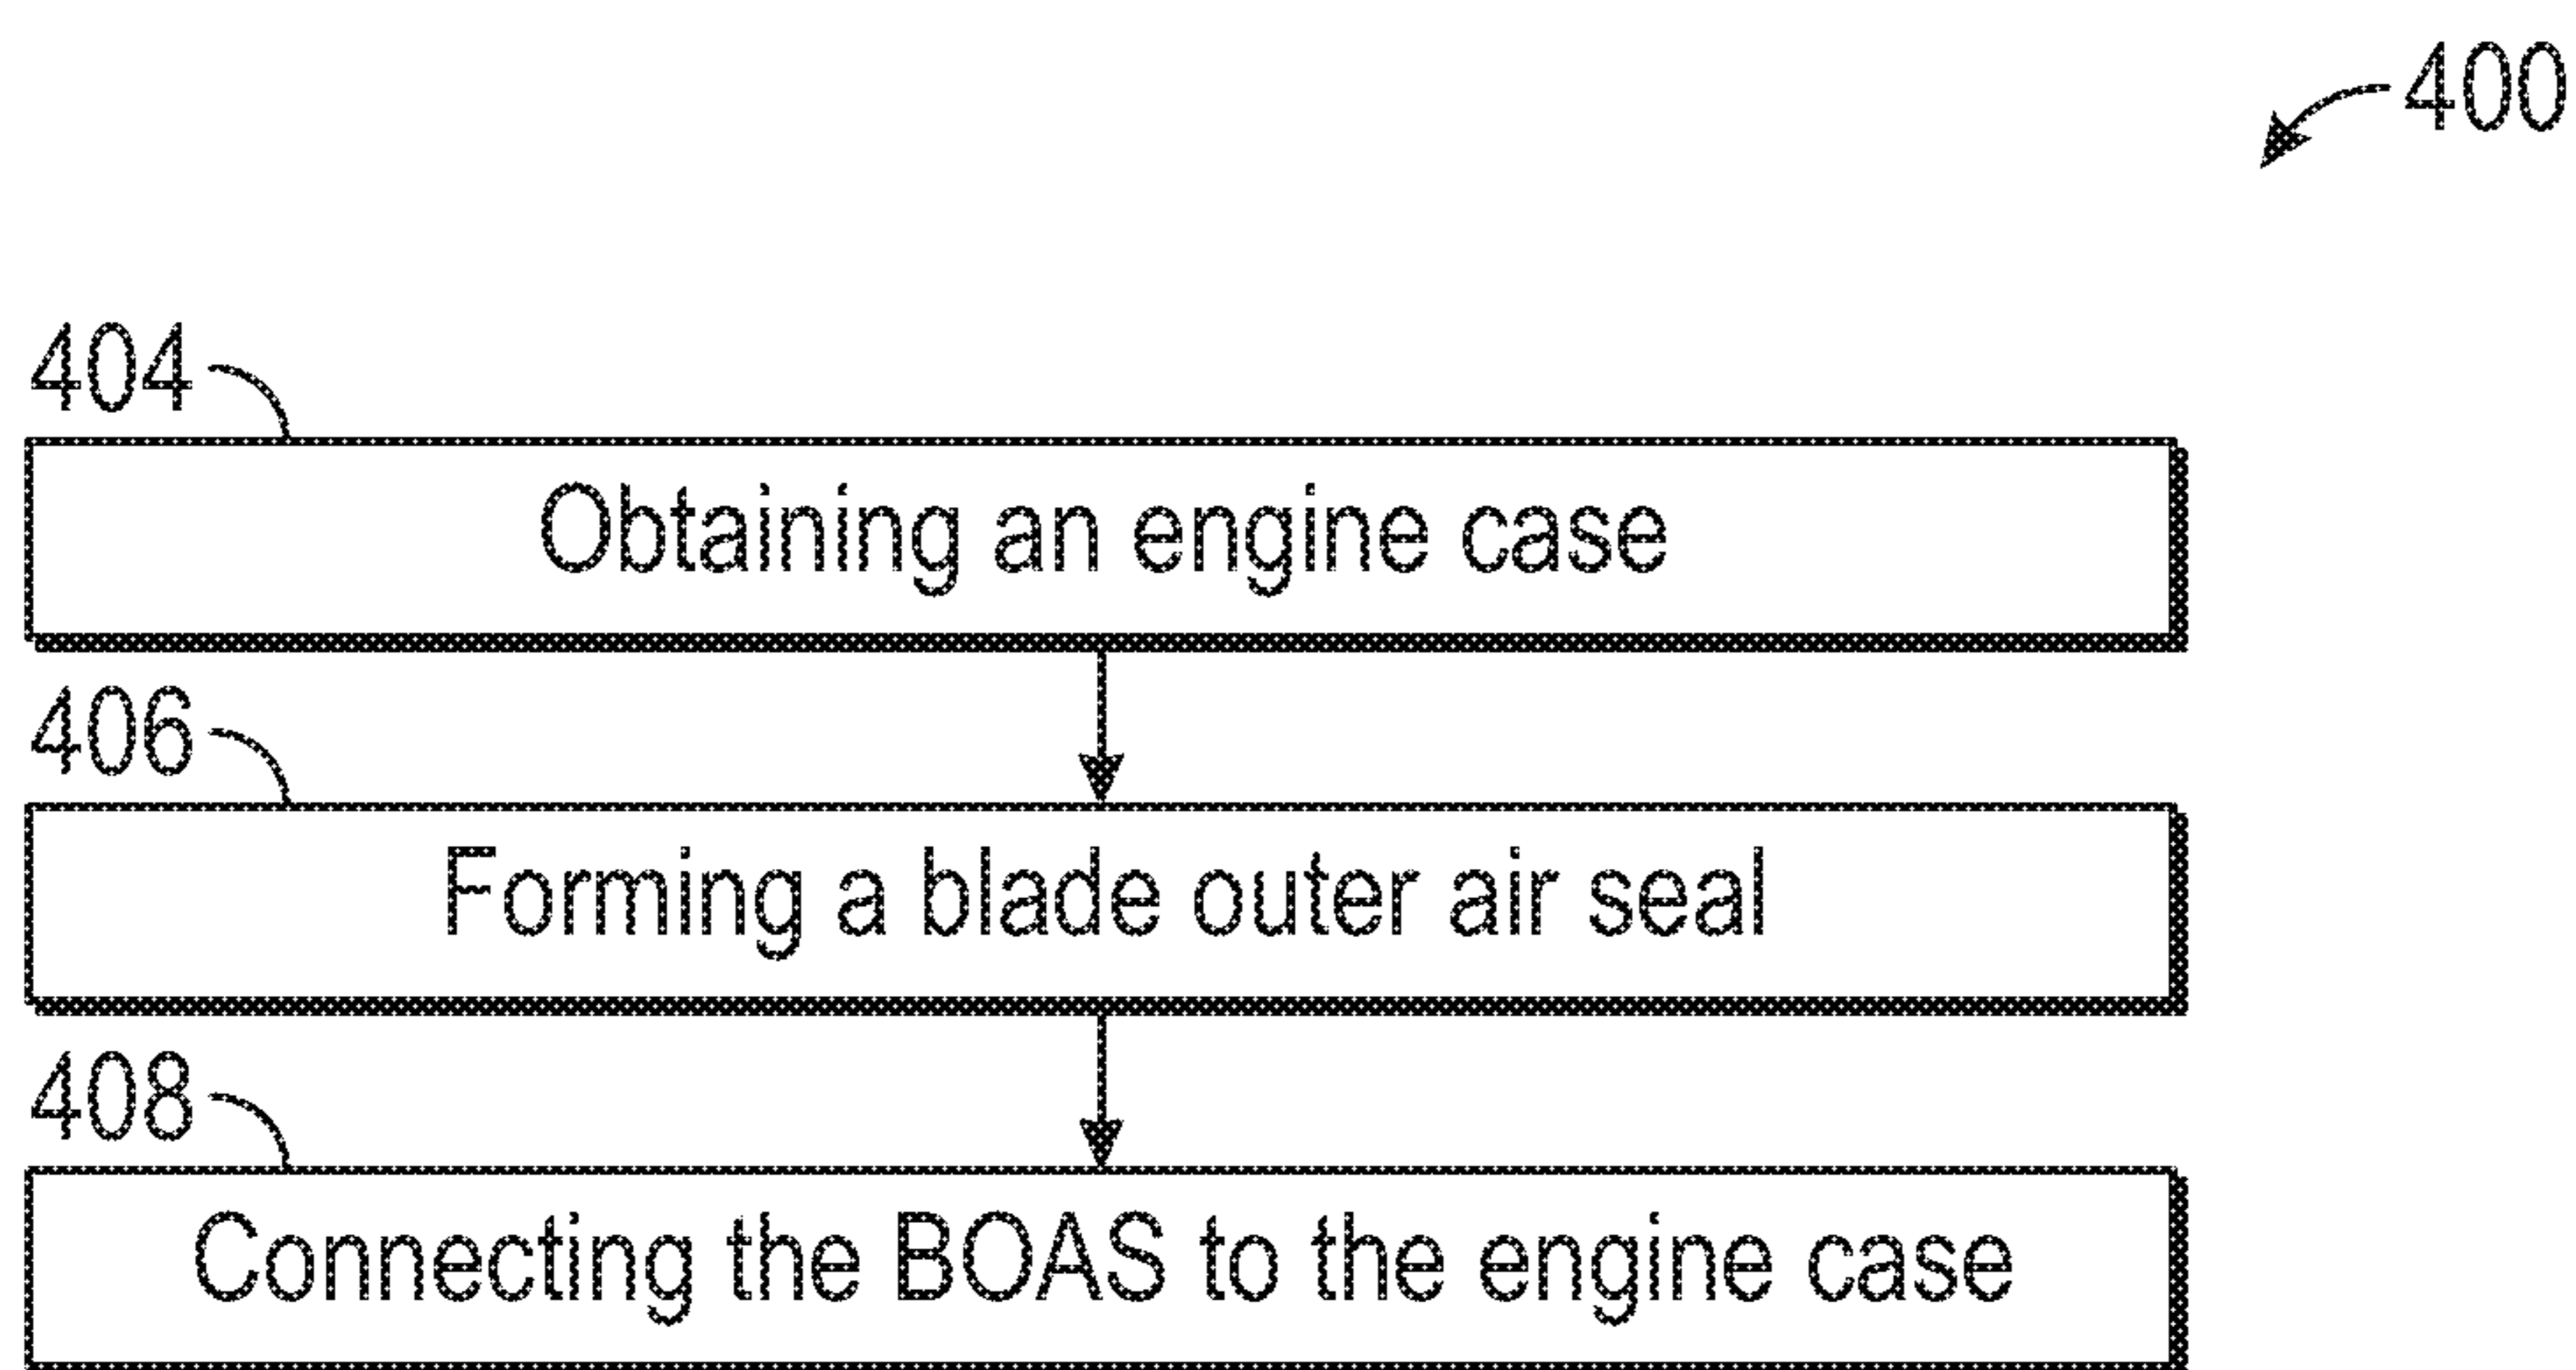 400
404
Obtaining an engine case
406
Forming a blade outer air seal
408
Connecting the BOAS to the engine case